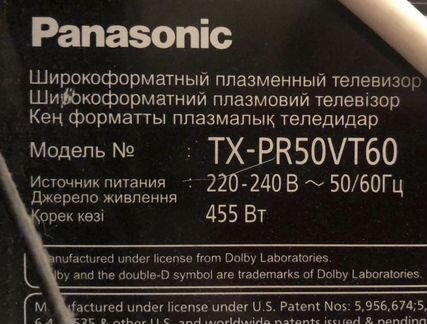 Panasonic
Широкоформатный плазменный телевизор
Широкоформатний плазмовий телевізор
Кең форматты плазмалық теледидар
Модель № : TX-PR50VT60
Источник питания : 220-240 В ~ 50/60Гц
Джерело живлення
Қорек көзі 455 Вт
Manufactured under license from Dolby Laboratories.
Dolby and the double-D symbol are trademarks of Dolby Laboratories.
Manufactured under license under U.S. Patent Nos: 5,956,674;5,
535 & other U.S. and worldwide patents issued & pending